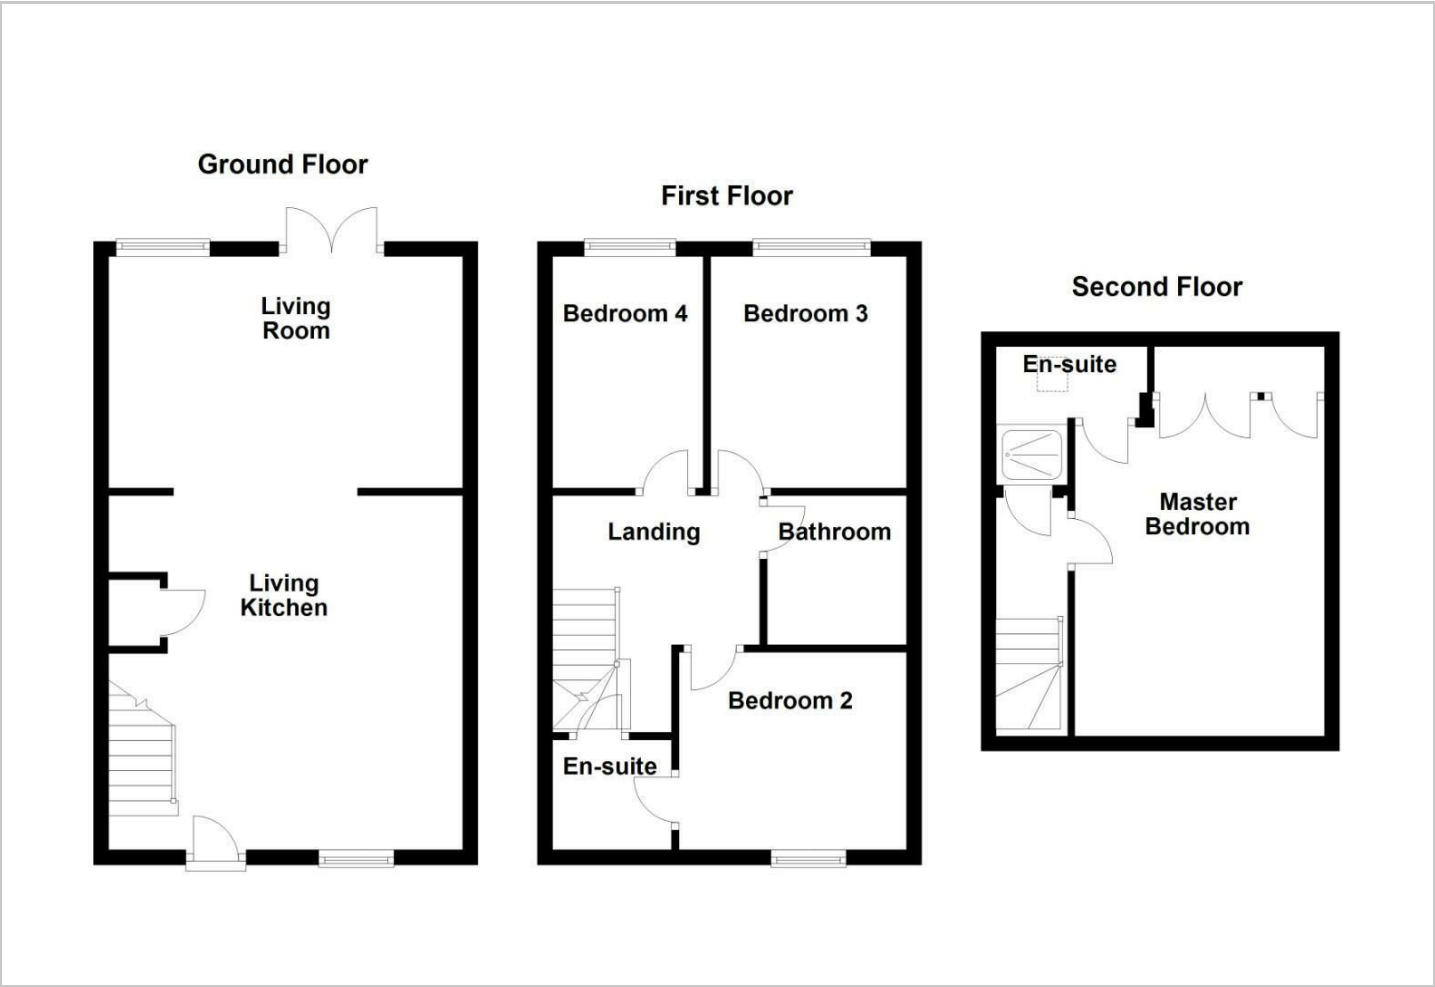 Ground Floor
Living
Room
Living
Kitchen
First Floor
Bedroom 4
Bedroom 3
Landing
Bathroom
Bedroom 2
En-suite
Second Floor
En-suite
Master
Bedroom